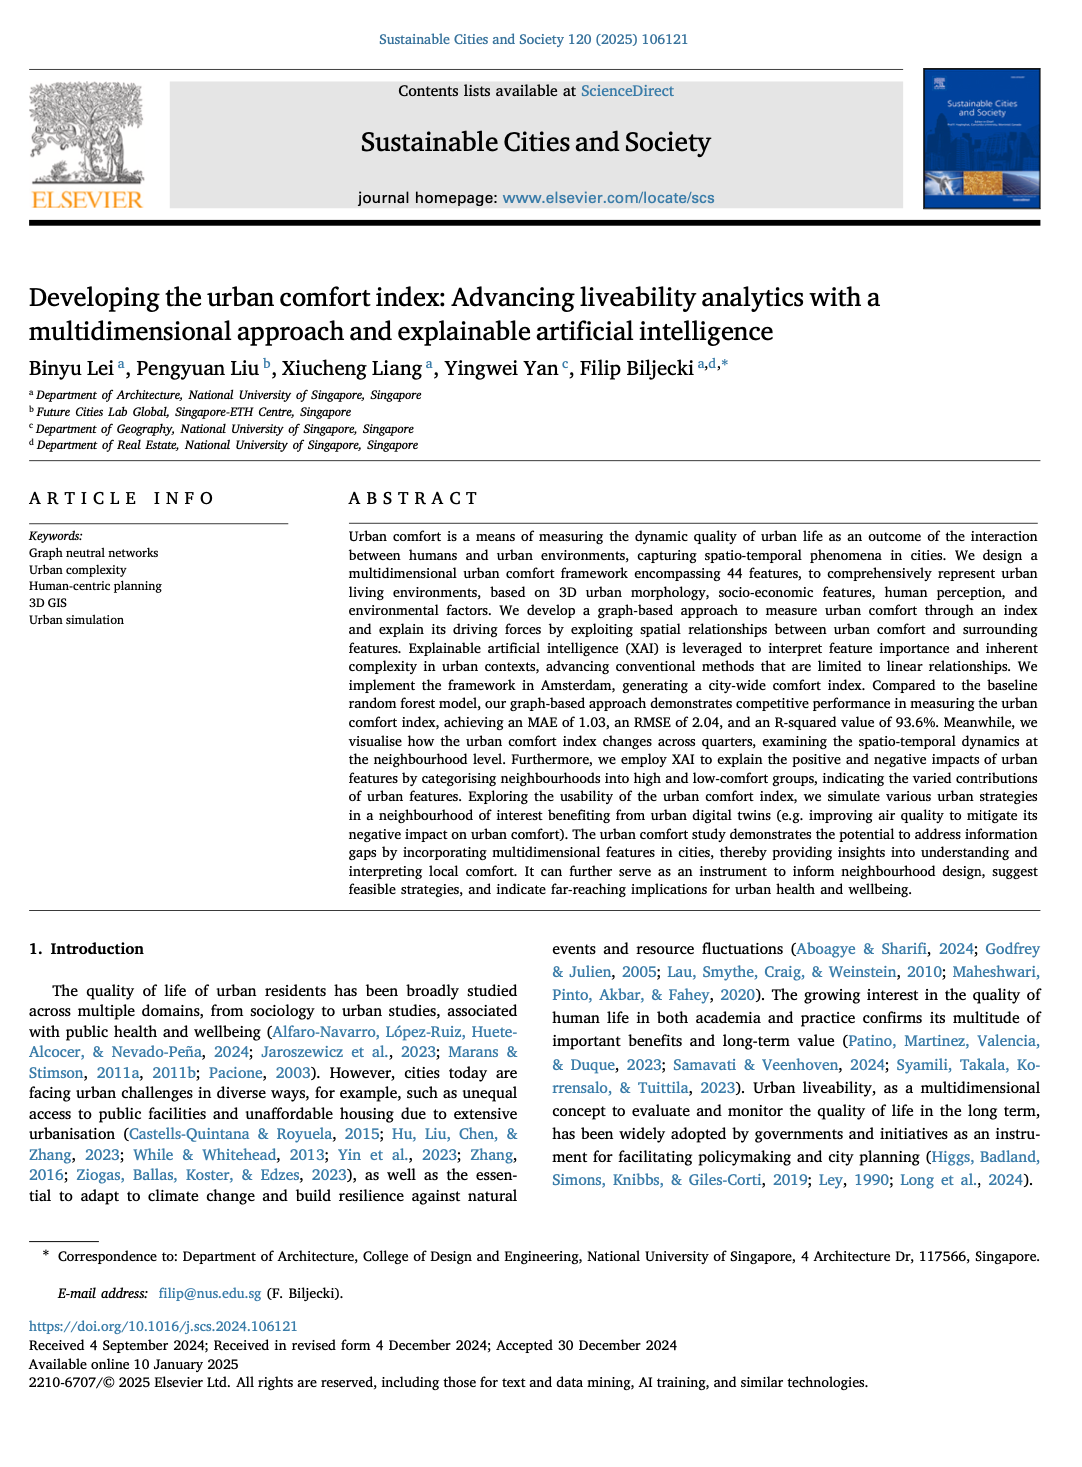 Sustainable Cities and Society 120 (2025) 106121
Contents lists available at ScienceDirect
Sustainable Cities and Society
journal homepage: www.elsevier.com/locate/scs
ELSEVIER
Sustainable Cities
and Society
Developing the urban comfort index: Advancing liveability analytics with a
multidimensional approach and explainable artificial intelligence
Binyu Lei a, Pengyuan Liu b, Xiucheng Liang a, Yingwei Yan c, Filip Biljecki a,d,*
a Department of Architecture, National University of Singapore, Singapore
b Future Cities Lab Global, Singapore-ETH Centre, Singapore
c Department of Geography, National University of Singapore, Singapore
d Department of Real Estate, National University of Singapore, Singapore
ARTICLE INFO
Keywords:
Graph neutral networks
Urban complexity
Human-centric planning
3D GIS
Urban simulation
ABSTRACT
Urban comfort is a means of measuring the dynamic quality of urban life as an outcome of the interaction
between humans and urban environments, capturing spatio-temporal phenomena in cities. We design a
multidimensional urban comfort framework encompassing 44 features, to comprehensively represent urban
living environments, based on 3D urban morphology, socio-economic features, human perception, and
environmental factors. We develop a graph-based approach to measure urban comfort through an index
and explain its driving forces by exploiting spatial relationships between urban comfort and surrounding
features. Explainable artificial intelligence (XAI) is leveraged to interpret feature importance and inherent
complexity in urban contexts, advancing conventional methods that are limited to linear relationships. We
implement the framework in Amsterdam, generating a city-wide comfort index. Compared to the baseline
random forest model, our graph-based approach demonstrates competitive performance in measuring the urban
comfort index, achieving an MAE of 1.03, an RMSE of 2.04, and an R-squared value of 93.6%. Meanwhile, we
visualise how the urban comfort index changes across quarters, examining the spatio-temporal dynamics at
the neighbourhood level. Furthermore, we employ XAI to explain the positive and negative impacts of urban
features by categorising neighbourhoods into high and low-comfort groups, indicating the varied contributions
of urban features. Exploring the usability of the urban comfort index, we simulate various urban strategies
in a neighbourhood of interest benefiting from urban digital twins (e.g. improving air quality to mitigate its
negative impact on urban comfort). The urban comfort study demonstrates the potential to address information
gaps by incorporating multidimensional features in cities, thereby providing insights into understanding and
interpreting local comfort. It can further serve as an instrument to inform neighbourhood design, suggest
feasible strategies, and indicate far-reaching implications for urban health and wellbeing.
1. Introduction
The quality of life of urban residents has been broadly studied
across multiple domains, from sociology to urban studies, associated
with public health and wellbeing (Alfaro-Navarro, López-Ruiz, Huete-
Alcocer, & Nevado-Peña, 2024; Jaroszewicz et al., 2023; Marans &
Stimson, 2011a, 2011b; Pacione, 2003). However, cities today are
facing urban challenges in diverse ways, for example, such as unequal
access to public facilities and unaffordable housing due to extensive
urbanisation (Castells-Quintana & Royuela, 2015; Hu, Liu, Chen, &
Zhang, 2023; While & Whitehead, 2013; Yin et al., 2023; Zhang,
2016; Ziogas, Ballas, Koster, & Edzes, 2023), as well as the essen-
tial to adapt to climate change and build resilience against natural
events and resource fluctuations (Aboagye & Sharifi, 2024; Godfrey
& Julien, 2005; Lau, Smythe, Craig, & Weinstein, 2010; Maheshwari,
Pinto, Akbar, & Fahey, 2020). The growing interest in the quality of
human life in both academia and practice confirms its multitude of
important benefits and long-term value (Patino, Martinez, Valencia,
& Duque, 2023; Samavati & Veenhoven, 2024; Syamili, Takala, Ko-
rrensalo, & Tuittila, 2023). Urban liveability, as a multidimensional
concept to evaluate and monitor the quality of life in the long term,
has been widely adopted by governments and initiatives as an instru-
ment for facilitating policymaking and city planning (Higgs, Badland,
Simons, Knibbs, & Giles-Corti, 2019; Ley, 1990; Long et al., 2024).
* Correspondence to: Department of Architecture, College of Design and Engineering, National University of Singapore, 4 Architecture Dr, 117566, Singapore.
E-mail address: filip@nus.edu.sg (F. Biljecki).
https://doi.org/10.1016/j.scs.2024.106121
Received 4 September 2024; Received in revised form 4 December 2024; Accepted 30 December 2024
Available online 10 January 2025
2210-6707/© 2025 Elsevier Ltd. All rights are reserved, including those for text and data mining, AI training, and similar technologies.